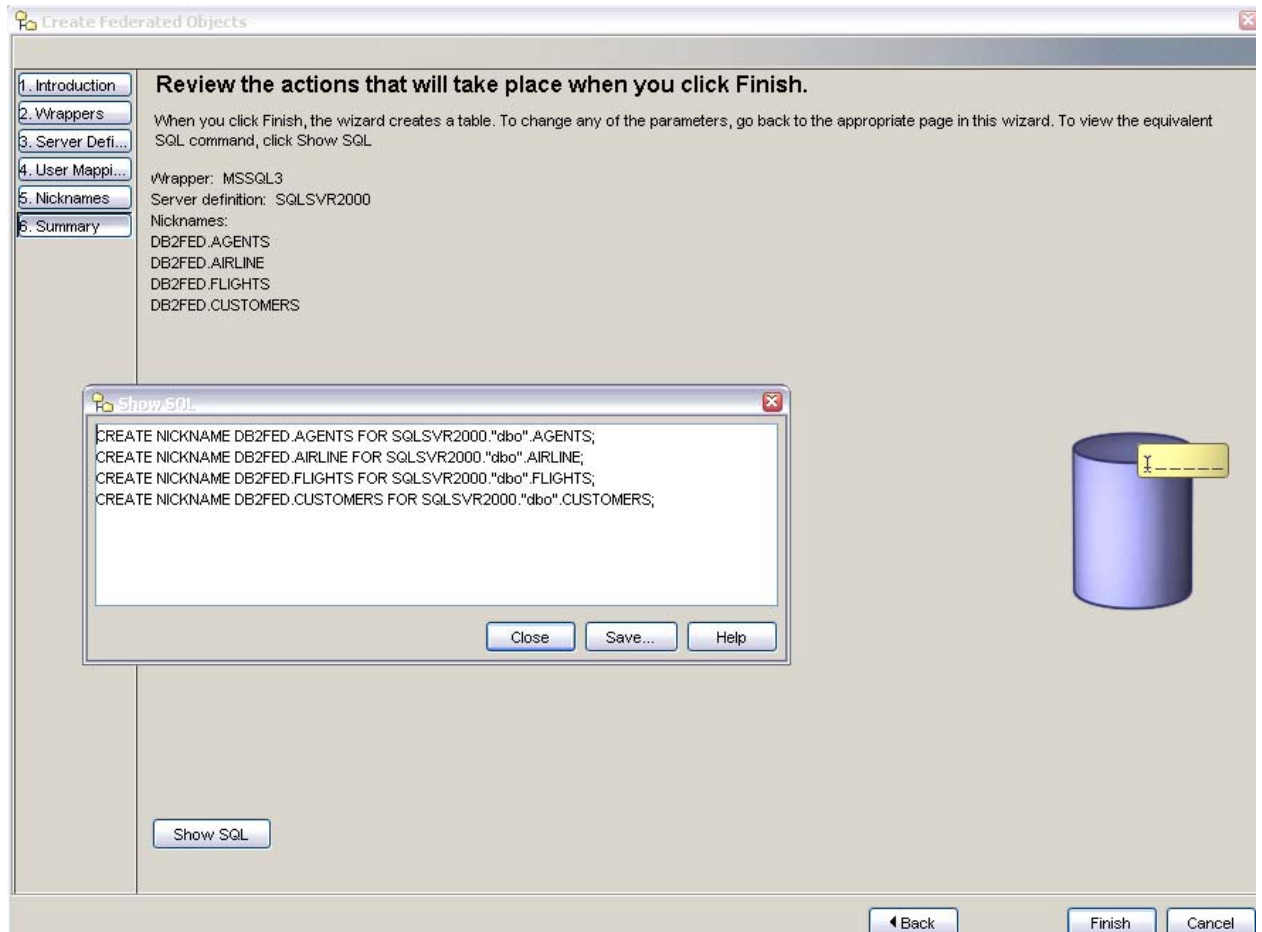 Create Federated Objects
1. Introduction
2. Wrappers
3. Server Defi...
4. User Mappi...
5. Nicknames
6. Summary
Review the actions that will take place when you click Finish.
When you click Finish, the wizard creates a table. To change any of the parameters, go back to the appropriate page in this wizard. To view the equivalent
SQL command, click Show SQL
Wrapper: MSSQL3
Server definition: SQLSVR2000
Nicknames:
DB2FED.AGENTS
DB2FED.AIRLINE
DB2FED.FLIGHTS
DB2FED.CUSTOMERS
Show SQL
CREATE NICKNAME DB2FED.AGENTS FOR SQLSVR2000."dbo".AGENTS;
CREATE NICKNAME DB2FED.AIRLINE FOR SQLSVR2000."dbo".AIRLINE;
CREATE NICKNAME DB2FED.FLIGHTS FOR SQLSVR2000."dbo".FLIGHTS;
CREATE NICKNAME DB2FED.CUSTOMERS FOR SQLSVR2000."dbo".CUSTOMERS;
Close Save... Help
Show SQL
Back Finish Cancel